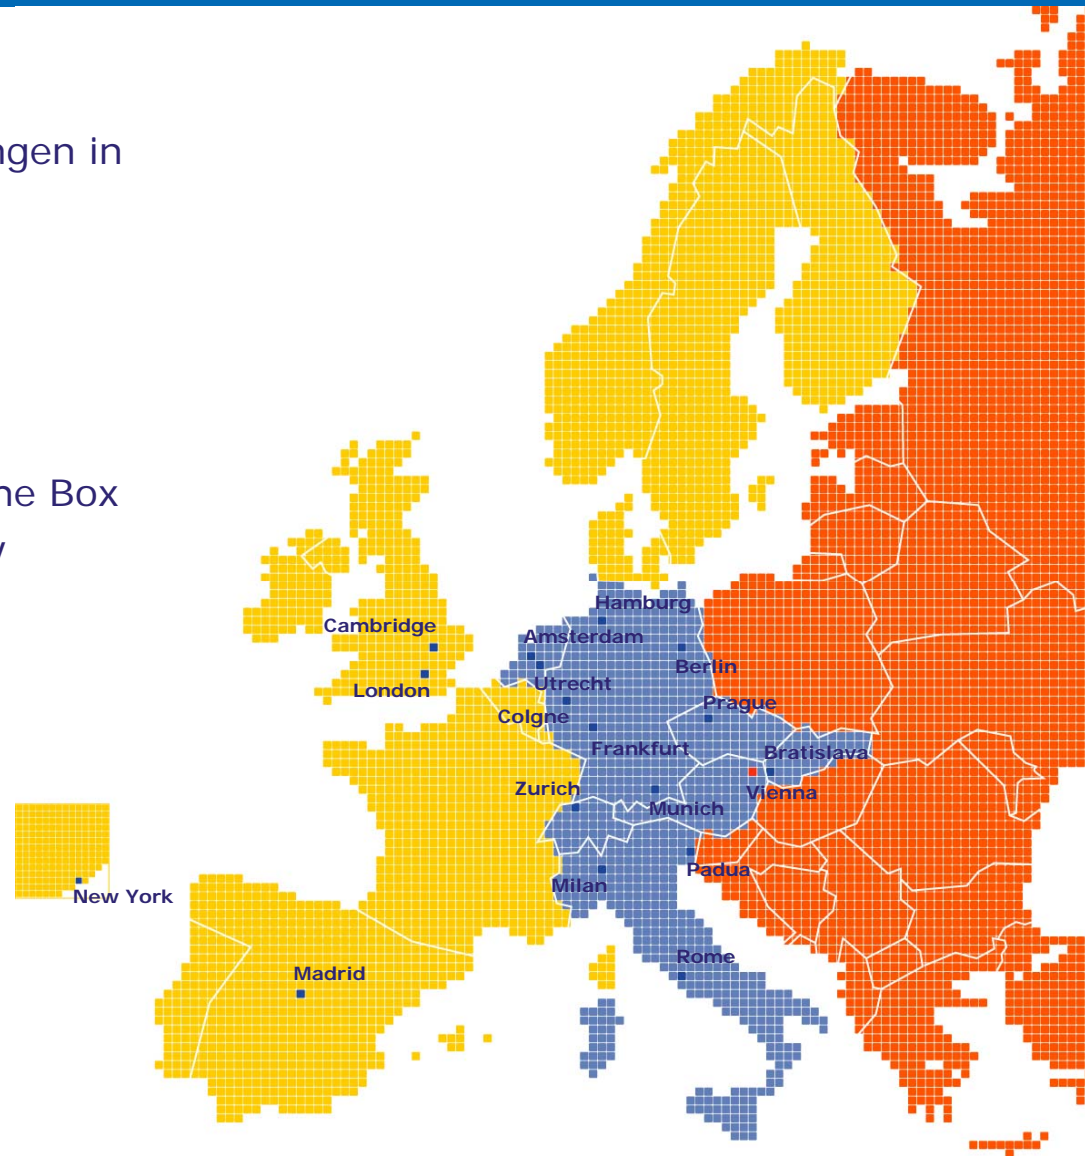 ngen in
ne Box
Hamburg
Cambridge
Amsterdam
Berlin
London
Utrecht
Prague
Colgne
Frankfurt
Bratislava
Zurich
Vienna
Munich
Padua
Milan
New York
Rome
Madrid